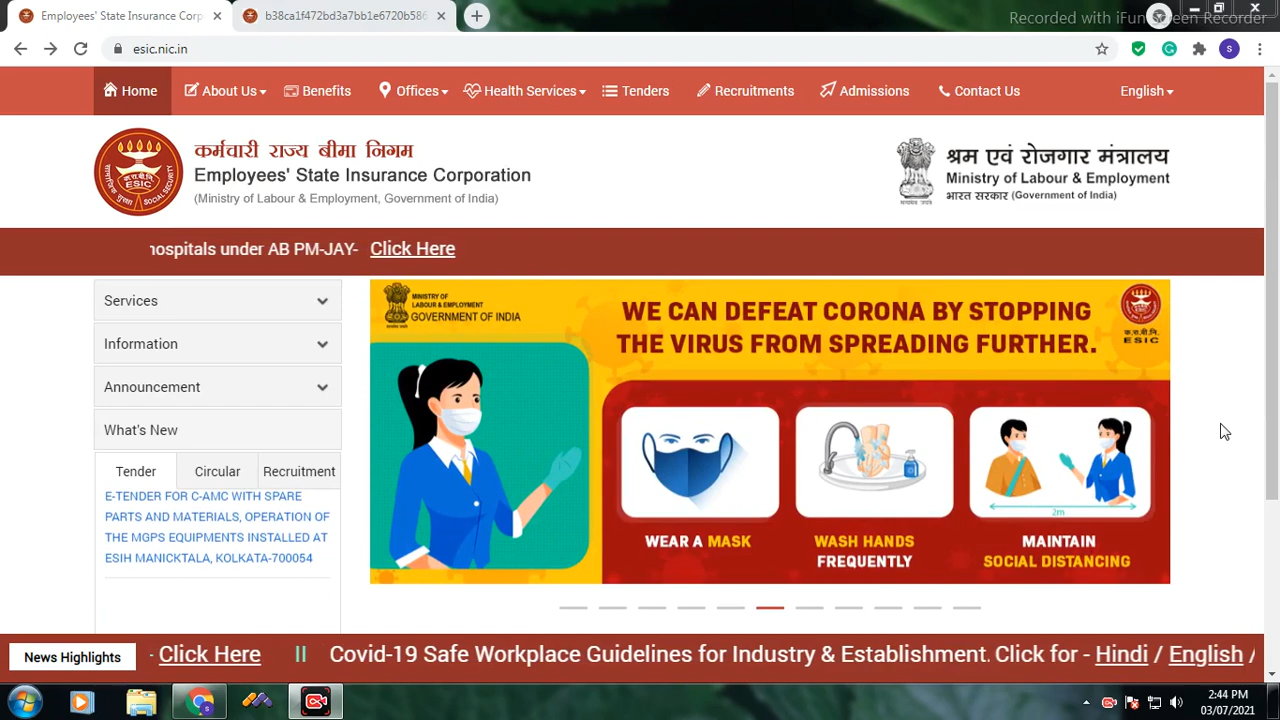 Employees' State Insurance Corp
b38ca1f472bd3a7bb1e6720b586
Recorded with iFun Screen Recorder
esic.nic.in
S
Home
About Us
Benefits
Offices
Health Services
Tenders
Recruitments
Admissions
Contact Us
English
कर्मचारी राज्य बीमा निगम
Employees' State Insurance Corporation
(Ministry of Labour & Employment, Government of India)
ESIC
SOCIAL SECURITY
श्रम एवं रोजगार मंत्रालय
Ministry of Labour & Employment
भारत सरकार (Government of India)
hospitals under AB PM-JAY- Click Here
Services
Information
Announcement
What's New
Tender
Circular
Recruitment
E-TENDER FOR C-AMC WITH SPARE
PARTS AND MATERIALS, OPERATION OF
THE MGPS EQUIPMENTS INSTALLED AT
ESIH MANICKTALA, KOLKATA-700054
MINISTRY OF
LABOUR & EMPLOYMENT
GOVERNMENT OF INDIA
WE CAN DEFEAT CORONA BY STOPPING
THE VIRUS FROM SPREADING FURTHER.
क.रा.बी.नि.
ESIC
2m
WEAR A MASK
WASH HANDS
FREQUENTLY
MAINTAIN
SOCIAL DISTANCING
News Highlights
- Click Here || Covid-19 Safe Workplace Guidelines for Industry & Establishment. Click for - Hindi / English /
2:44 PM
03/07/2021